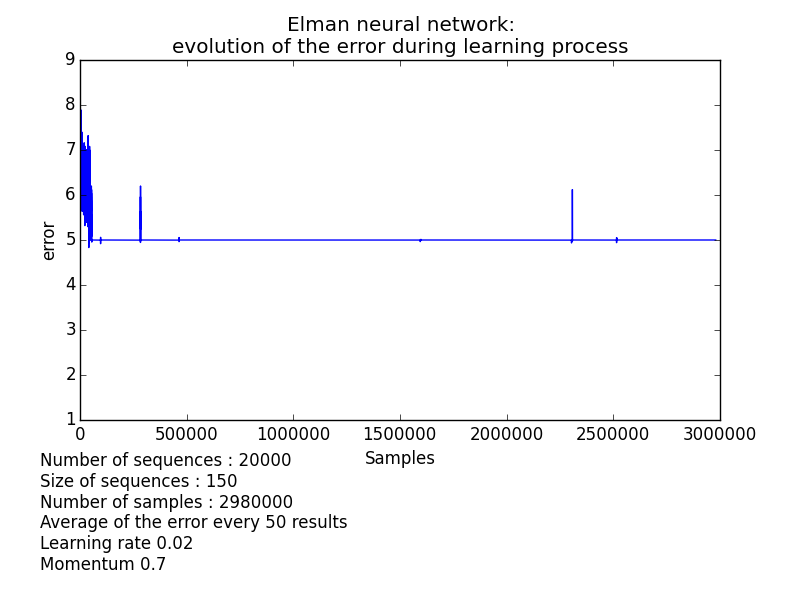 Elman neural network:
evolution of the error during learning process
9
8
7
6
5
4
3
2
1
error
0 500000 1000000 1500000 2000000 2500000 3000000
Samples
Number of sequences : 20000
Size of sequences : 150
Number of samples : 2980000
Average of the error every 50 results
Learning rate 0.02
Momentum 0.7